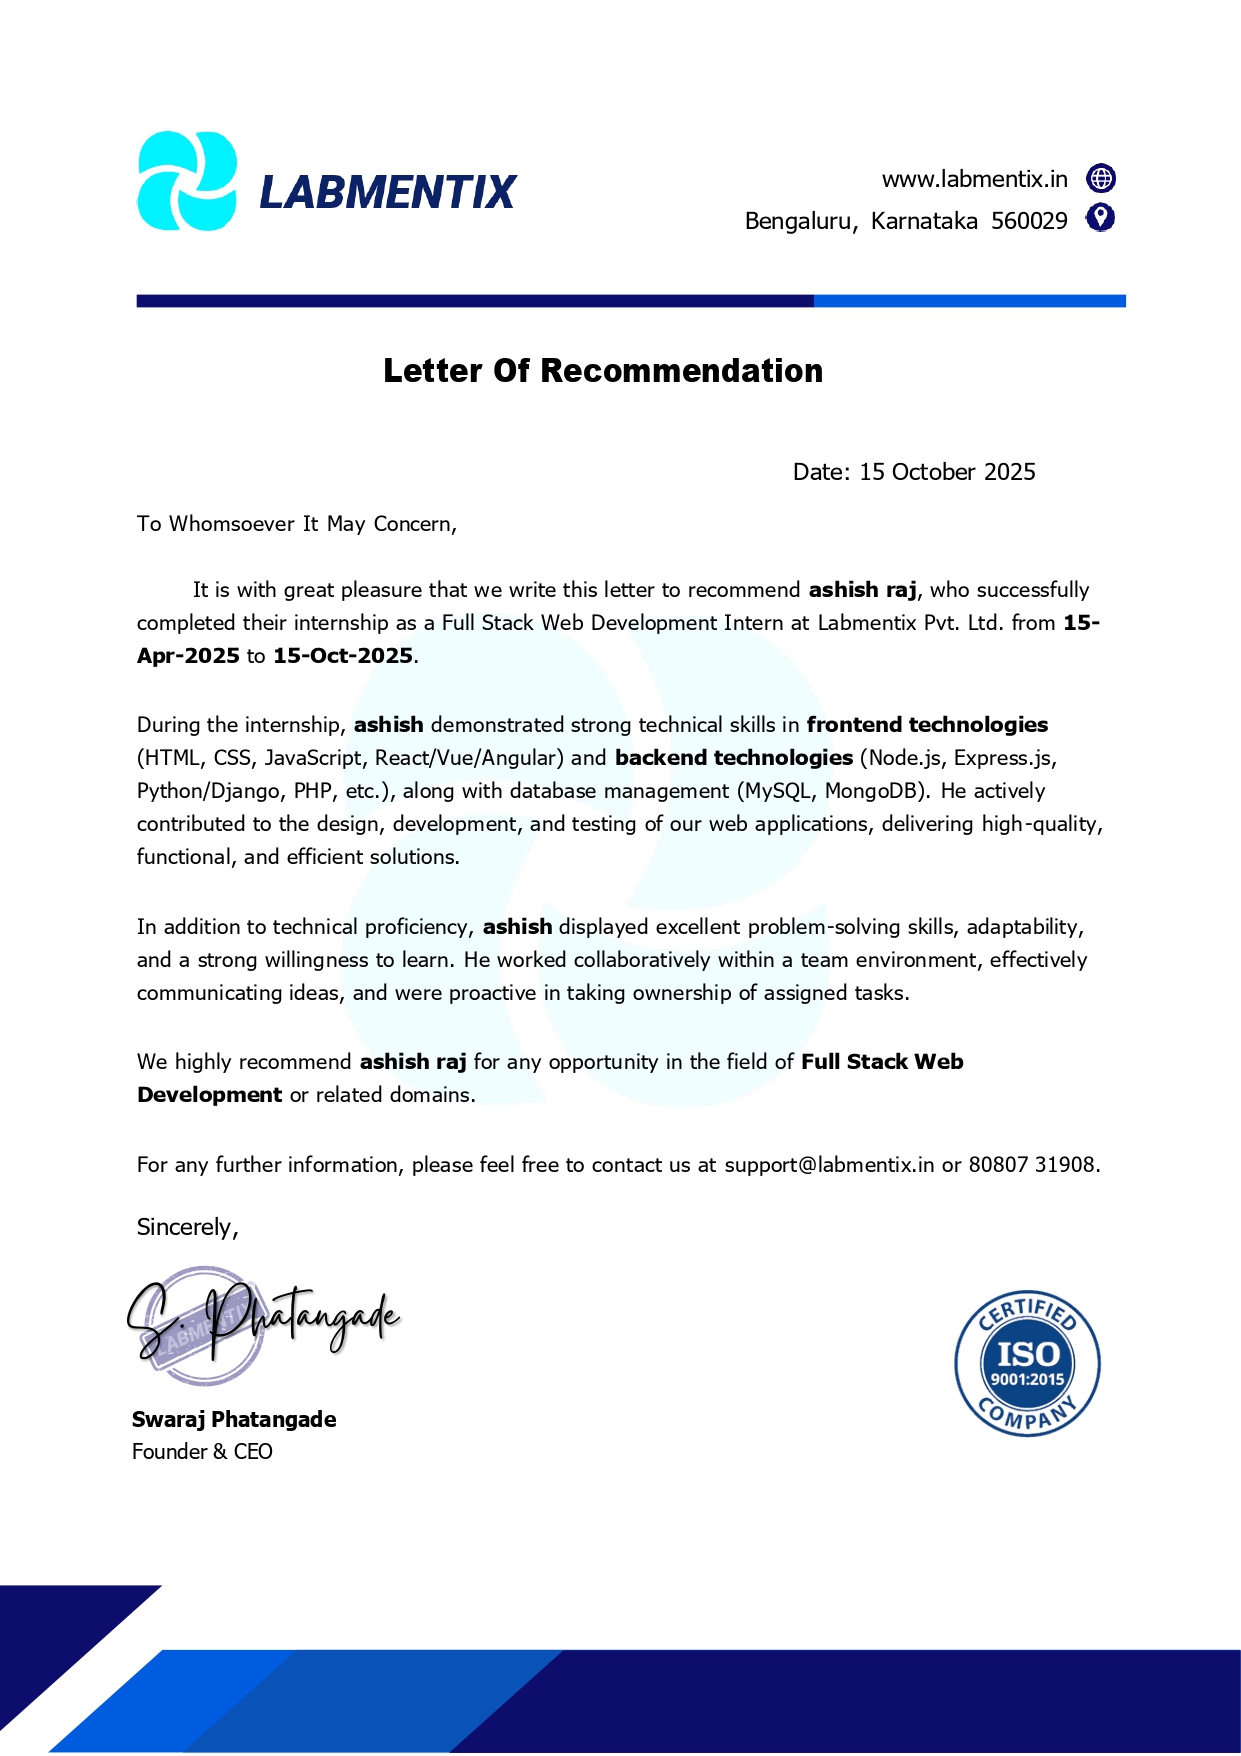 LABMENTIX
www.labmentix.in
Bengaluru, Karnataka 560029
Letter Of Recommendation
Date: 15 October 2025
To Whomsoever It May Concern,
It is with great pleasure that we write this letter to recommend ashish raj, who successfully
completed their internship as a Full Stack Web Development Intern at Labmentix Pvt. Ltd. from 15-
Apr-2025 to 15-Oct-2025.
During the internship, ashish demonstrated strong technical skills in frontend technologies
(HTML, CSS, JavaScript, React/Vue/Angular) and backend technologies (Node.js, Express.js,
Python/Django, PHP, etc.), along with database management (MySQL, MongoDB). He actively
contributed to the design, development, and testing of our web applications, delivering high-quality,
functional, and efficient solutions.
In addition to technical proficiency, ashish displayed excellent problem-solving skills, adaptability,
and a strong willingness to learn. He worked collaboratively within a team environment, effectively
communicating ideas, and were proactive in taking ownership of assigned tasks.
We highly recommend ashish raj for any opportunity in the field of Full Stack Web
Development or related domains.
For any further information, please feel free to contact us at support@labmentix.in or 80807 31908.
Sincerely,
S. Phatangade
LABMENTIX
Swaraj Phatangade
Founder & CEO
CERTIFIED
ISO
9001:2015
COMPANY